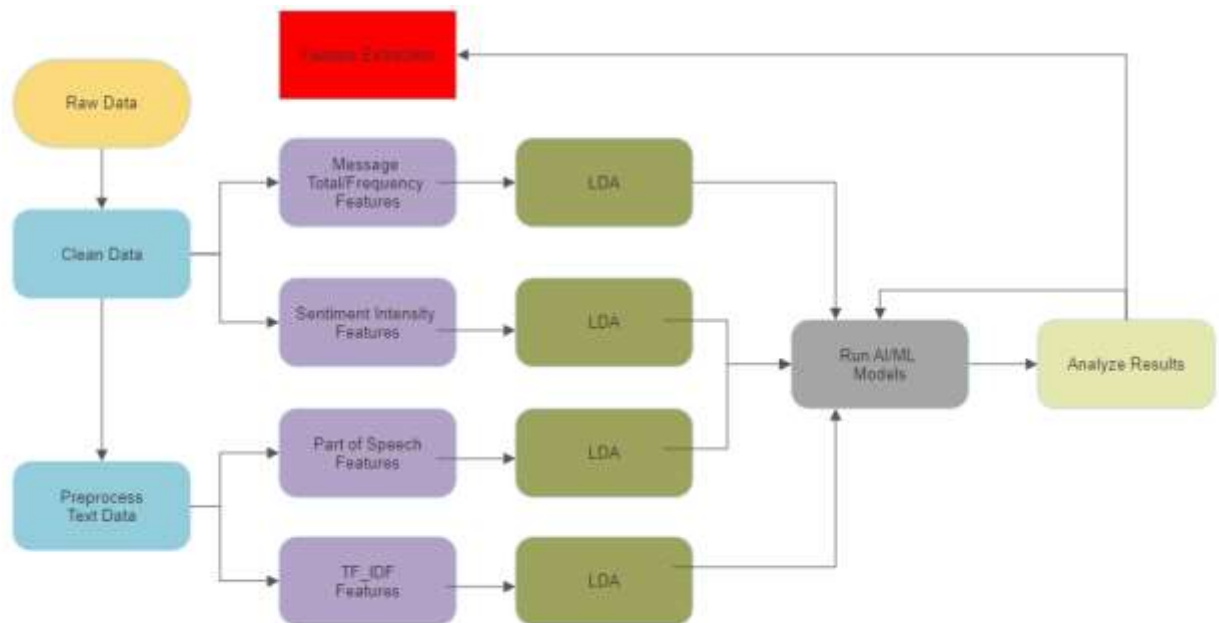 Feature Extraction
Raw Data
Message
Total/Frequency
Features
LDA
Clean Data
Sentiment Intensity
Features
LDA
Run AI/ML
Models
Analyze Results
Part of Speech
Features
LDA
Preprocess
Text Data
TF_IDF
Features
LDA